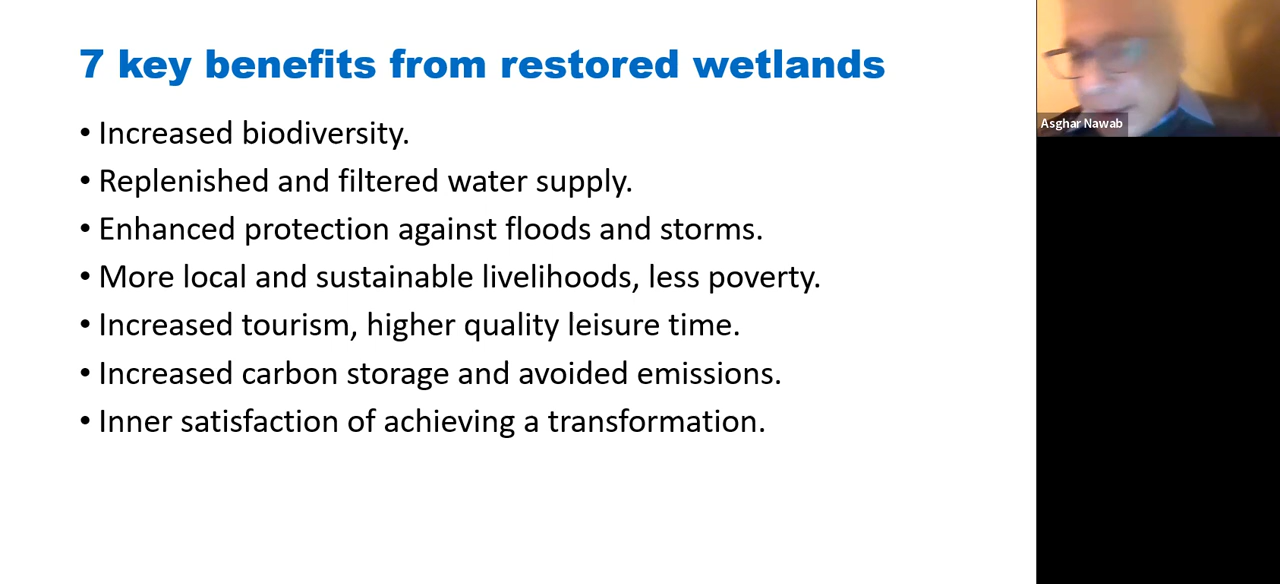 7 key benefits from restored wetlands
• Increased biodiversity.
• Replenished and filtered water supply.
• Enhanced protection against floods and storms.
• More local and sustainable livelihoods, less poverty.
• Increased tourism, higher quality leisure time.
• Increased carbon storage and avoided emissions.
• Inner satisfaction of achieving a transformation.
Asghar Nawab